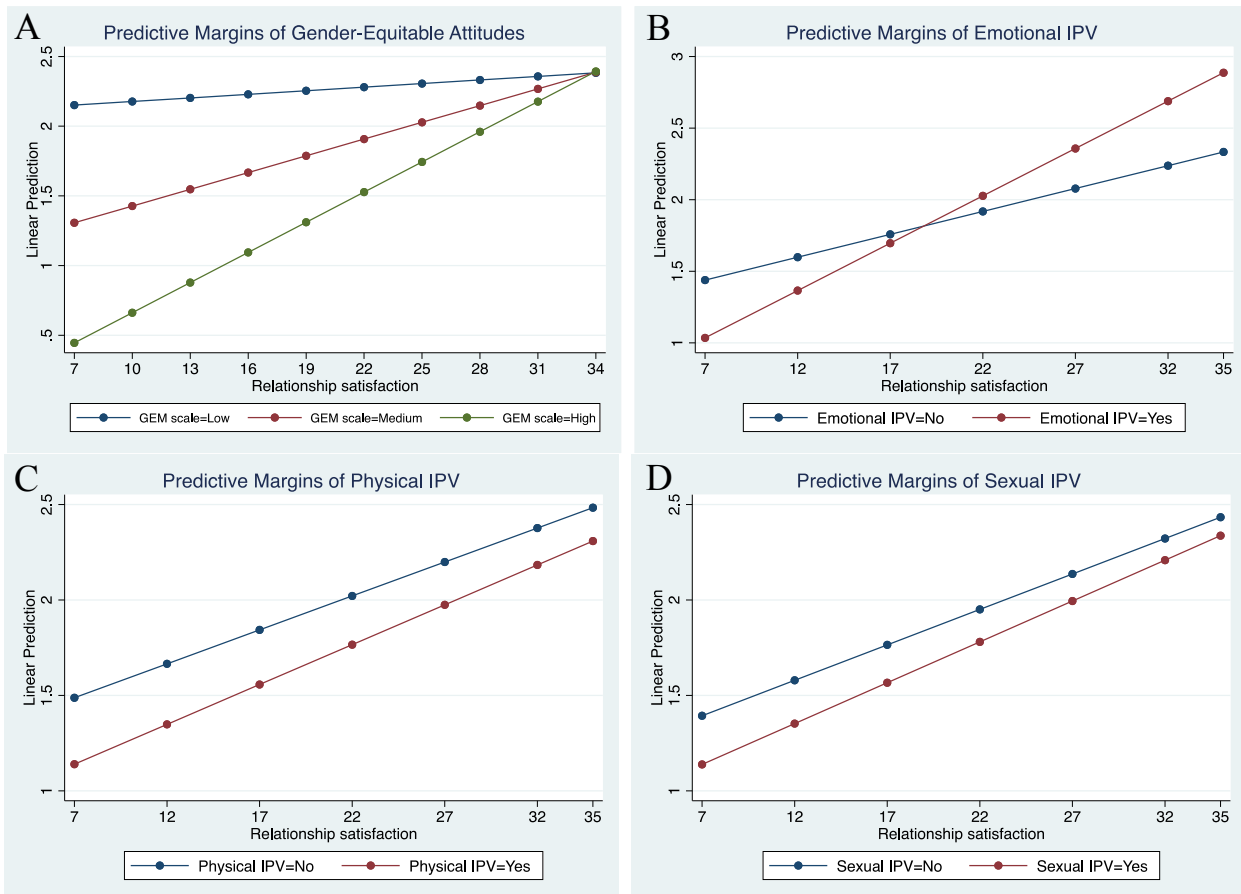 A
Predictive Margins of Gender-Equitable Attitudes
Linear Prediction
2.5
2
1.5
1
.5
7 10 13 16 19 22 25 28 31 34
Relationship satisfaction
GEM scale=Low GEM scale=Medium GEM scale=High
B
Predictive Margins of Emotional IPV
Linear Prediction
3
2.5
2
1.5
1
7 12 17 22 27 32 35
Relationship satisfaction
Emotional IPV=No Emotional IPV=Yes
C
Predictive Margins of Physical IPV
Linear Prediction
2.5
2
1.5
1
7 12 17 22 27 32 35
Relationship satisfaction
Physical IPV=No Physical IPV=Yes
D
Predictive Margins of Sexual IPV
Linear Prediction
2.5
2
1.5
1
7 12 17 22 27 32 35
Relationship satisfaction
Sexual IPV=No Sexual IPV=Yes